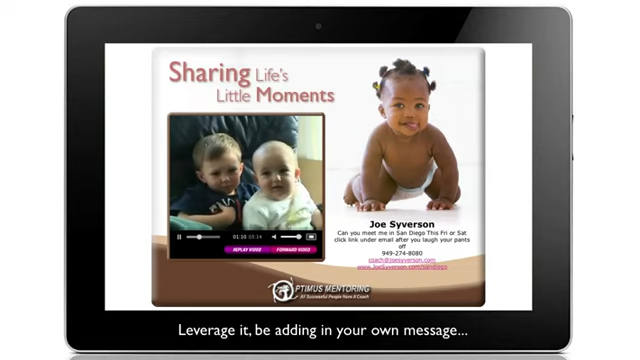 Sharing Life's
Little Moments
01:10 05:14
REPLAY VIDEO FORWARD VIDEO
Joe Syverson
Can you meet me in San Diego This Fri or Sat
click link under email after you laugh your pants
off
949-274-8080
coach@joesyverson.com
www.JoeSyverson.com/sandiego
PTIMUS MENTORING
All Successful People Have A Coach
Leverage it, be adding in your own message...